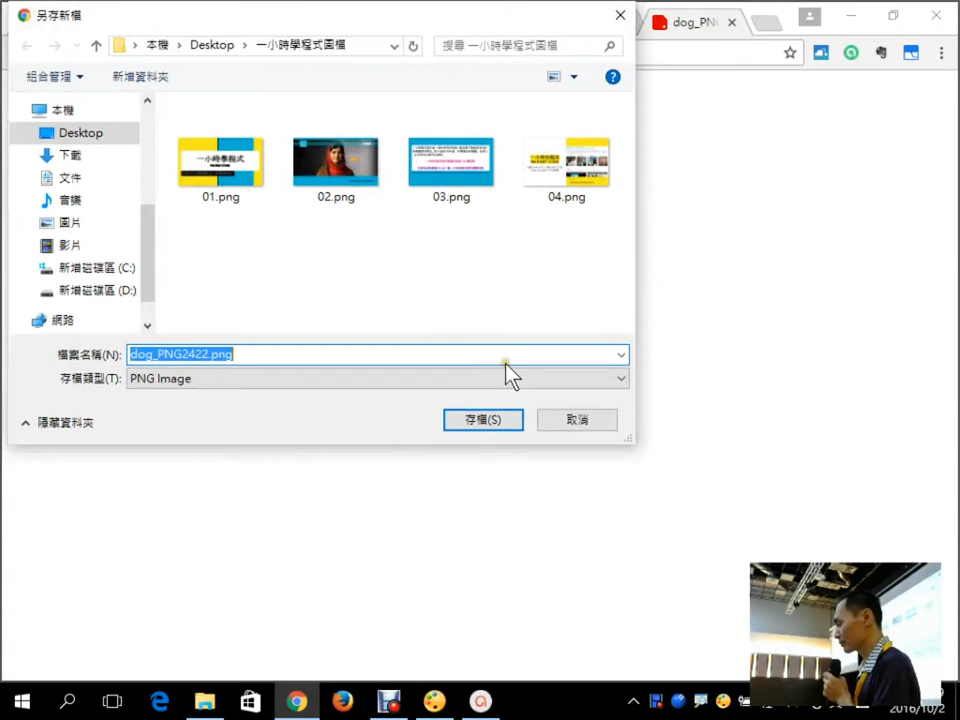 另存新檔
dog_PNG
本機 > Desktop > 一小時學程式圖檔
搜尋 一小時學程式圖檔
組合管理
新增資料夾
本機
Desktop
下載
文件
音樂
圖片
影片
新增磁碟區 (C:)
新增磁碟區 (D:)
網路
一小時學程式
01.png
02.png
03.png
04.png
檔案名稱(N):
dog_PNG2422.png
存檔類型(T):
PNG Image
隱藏資料夾
存檔(S)
取消
2016/10/2